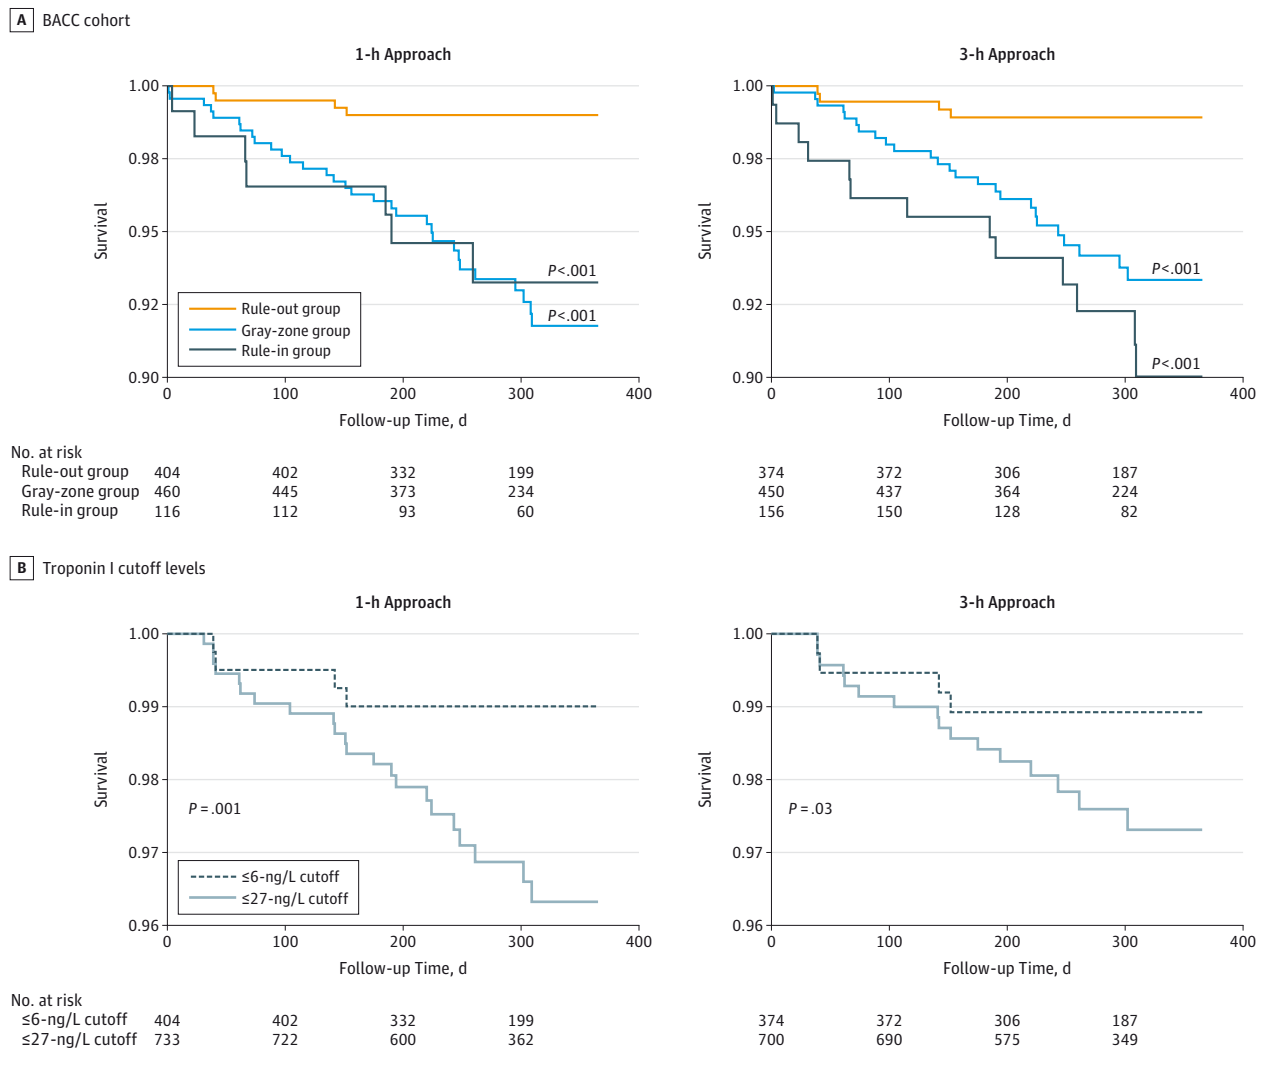 A BACC cohort
1-h Approach
1.00
0.98
0.95
0.92
0.90
Survival
P<.001
P<.001
Rule-out group
Gray-zone group
Rule-in group
0 100 200 300 400
Follow-up Time, d
3-h Approach
1.00
0.98
0.95
0.92
0.90
Survival
P<.001
P<.001
0 100 200 300 400
Follow-up Time, d
No. at risk
Rule-out group 404 402 332 199 374 372 306 187
Gray-zone group 460 445 373 234 450 437 364 224
Rule-in group 116 112 93 60 156 150 128 82
B Troponin I cutoff levels
1-h Approach
1.00
0.99
0.98
0.97
0.96
Survival
P = .001
≤6-ng/L cutoff
≤27-ng/L cutoff
0 100 200 300 400
Follow-up Time, d
3-h Approach
1.00
0.99
0.98
0.97
0.96
Survival
P = .03
0 100 200 300 400
Follow-up Time, d
No. at risk
≤6-ng/L cutoff 404 402 332 199 374 372 306 187
≤27-ng/L cutoff 733 722 600 362 700 690 575 349